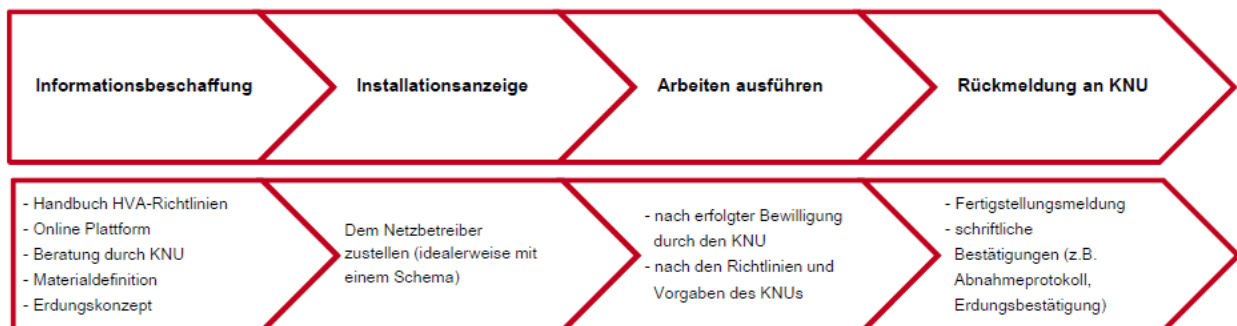 Informationsbeschaffung
Installationsanzeige
Arbeiten ausführen
Rückmeldung an KNU
- Handbuch HVA-Richtlinien
- Online Plattform
- Beratung durch KNU
- Materialdefinition
- Erdungskonzept
Dem Netzbetreiber
zustellen (idealerweise mit
einem Schema)
- nach erfolgter Bewilligung
durch den KNU
- nach den Richtlinien und
Vorgaben des KNUs
- Fertigstellungsmeldung
- schriftliche
Bestätigungen (z.B.
Abnahmeprotokoll,
Erdungsbestätigung)